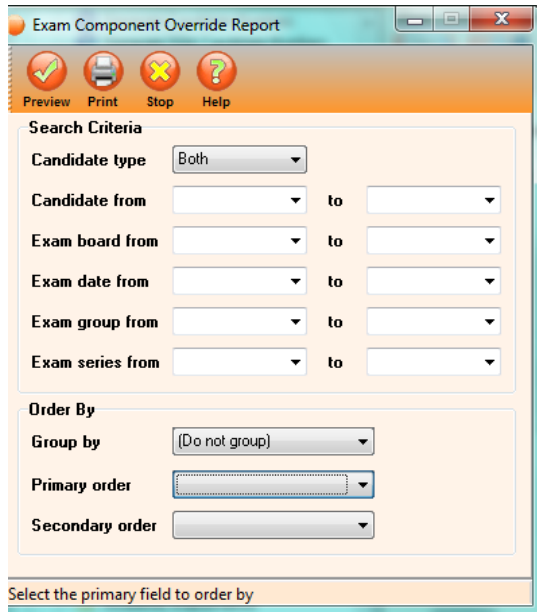 Exam Component Override Report
Preview Print Stop Help
Search Criteria
Candidate type Both
Candidate from to
Exam board from to
Exam date from to
Exam group from to
Exam series from to
Order By
Group by (Do not group)
Primary order
Secondary order
Select the primary field to order by